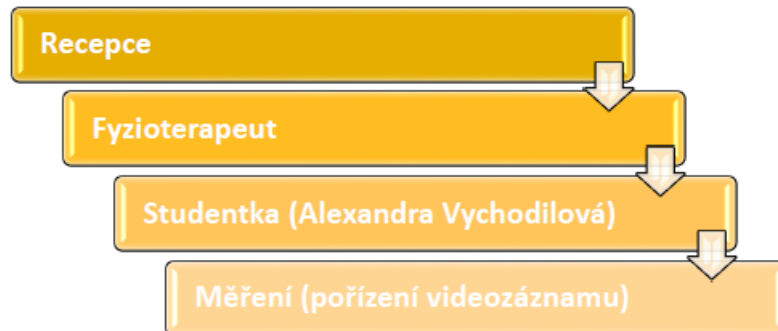 Recepce
Fyzioterapeut
Studentka (Alexandra Vychodilová)
Měření (pořízení videozáznamu)